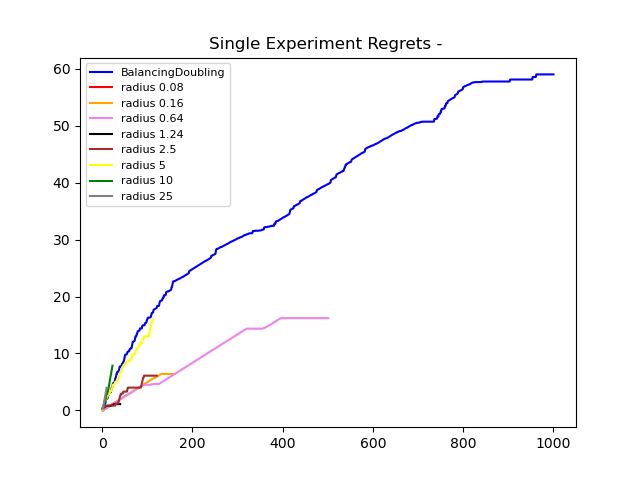 Single Experiment Regrets -
BalancingDoubling
radius 0.08
radius 0.16
radius 0.64
radius 1.24
radius 2.5
radius 5
radius 10
radius 25
60
50
40
30
20
10
0
0 200 400 600 800 1000